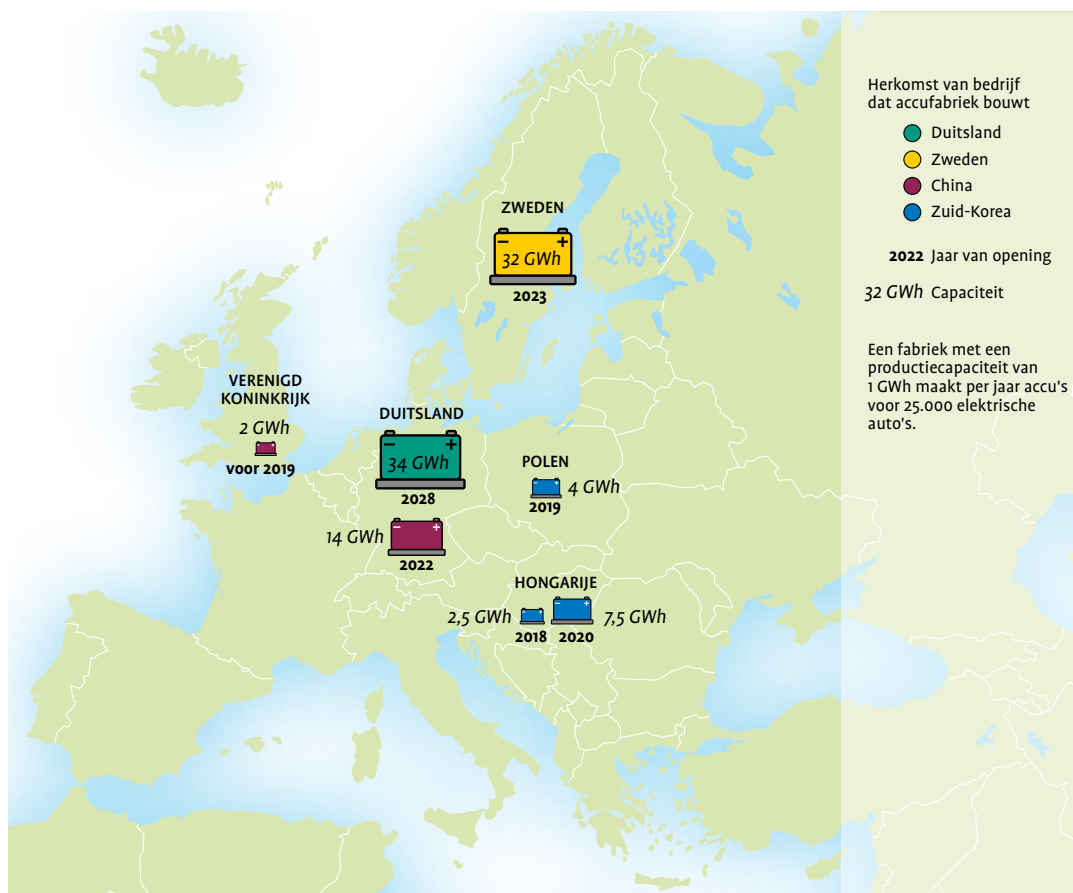 ZWEDEN
32 GWh
2023
VERENIGD
KONINKRIJK
2 GWh
voor 2019
DUITSLAND
34 GWh
2028
14 GWh
2022
POLEN
4 GWh
2019
HONGARIJE
2,5 GWh
2018
7,5 GWh
2020
Herkomst van bedrijf
dat accufabriek bouwt
Duitsland
Zweden
China
Zuid-Korea
2022 Jaar van opening
32 GWh Capaciteit
Een fabriek met een
productiecapaciteit van
1 GWh maakt per jaar accu's
voor 25.000 elektrische
auto's.